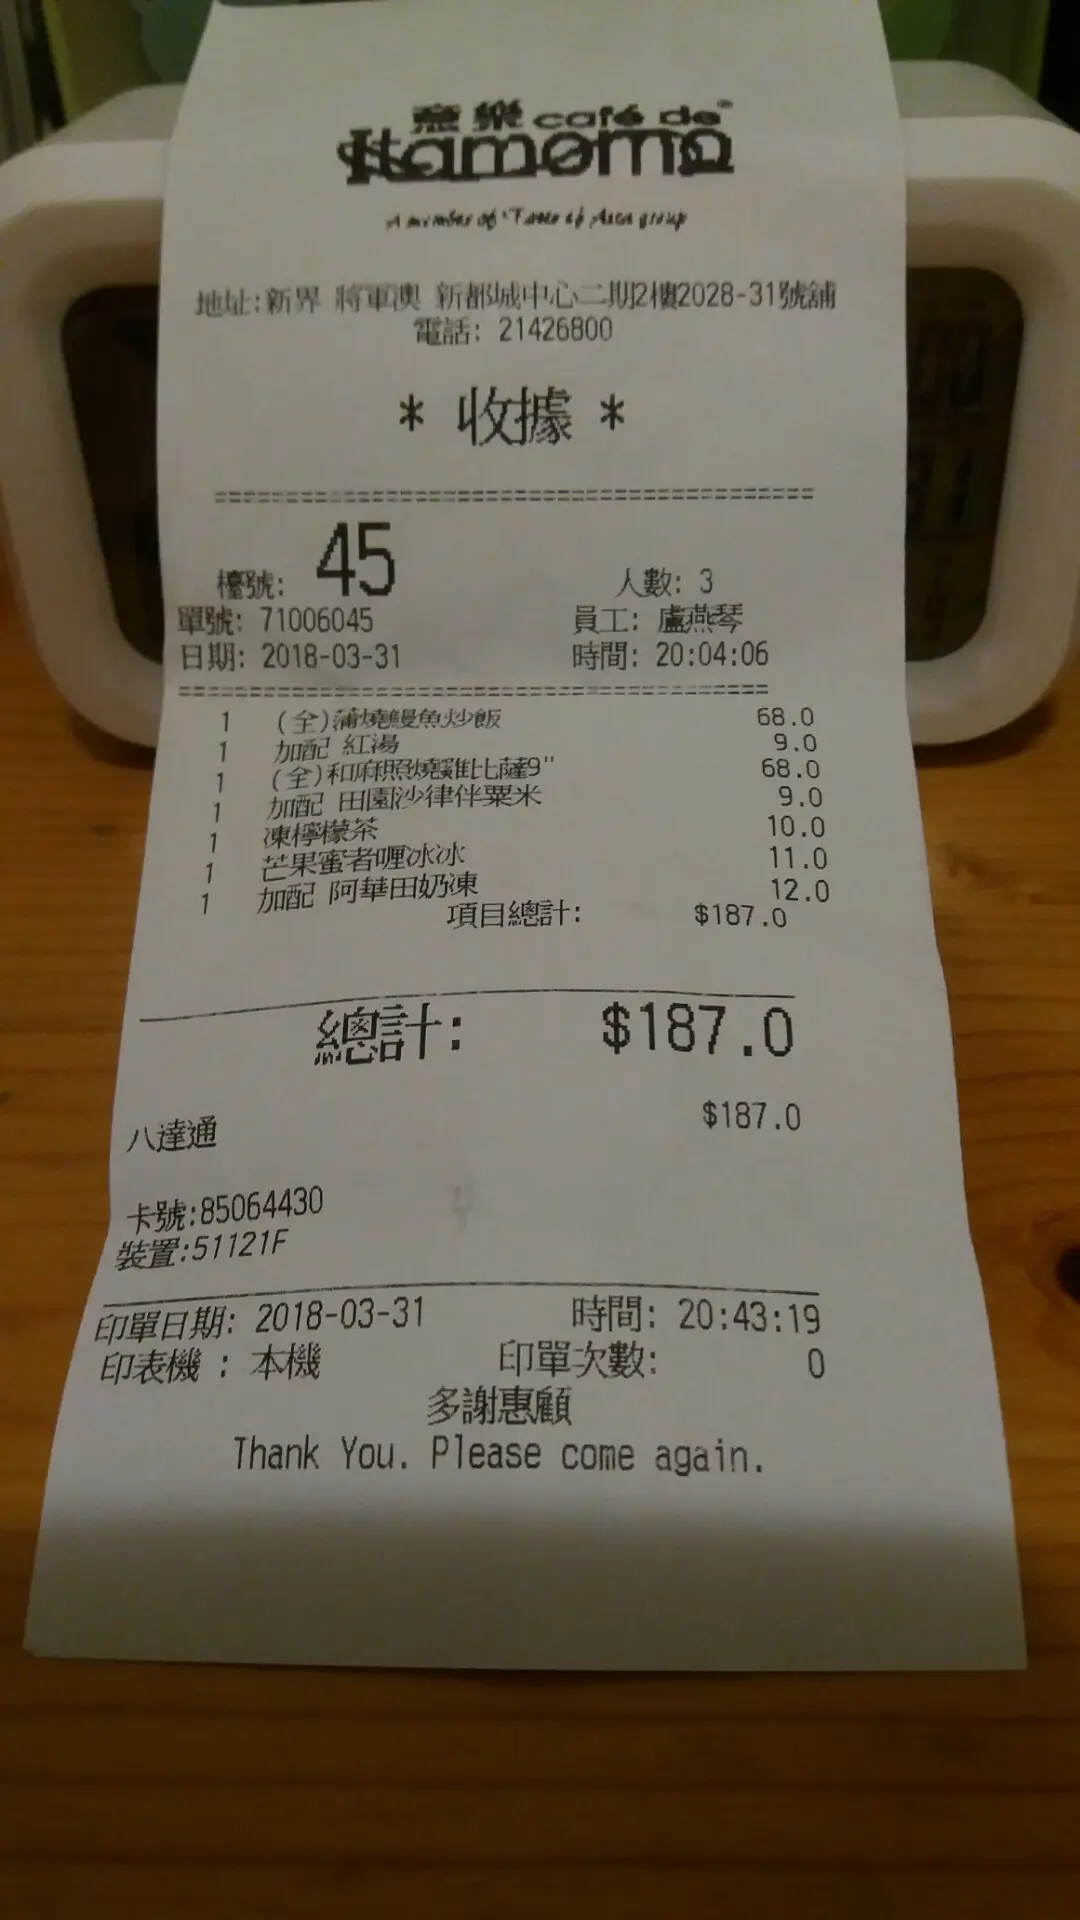 意樂 café de
Itamomo
A member of "Taste of Asia group
地址:新界 將軍澳 新都城中心二期2樓2028-31號舖
電話: 21426800
* 收據 *
檯號: 45 人數: 3
單號: 71006045 員工: 盧燕琴
日期: 2018-03-31 時間: 20:04:06
1 (全)蒲燒鰻魚炒飯 68.0
1 加配 紅湯 9.0
1 (全)和麻照燒雞比薩9" 68.0
1 加配 田園沙律伴粟米 9.0
1 凍檸檬茶 10.0
1 芒果蜜者喱冰冰 11.0
1 加配 阿華田奶凍 12.0
項目總計: $187.0
總計: $187.0
八達通 $187.0
卡號:85064430
裝置:51121F
印單日期: 2018-03-31 時間: 20:43:19
印表機 : 本機 印單次數: 0
多謝惠顧
Thank You. Please come again.